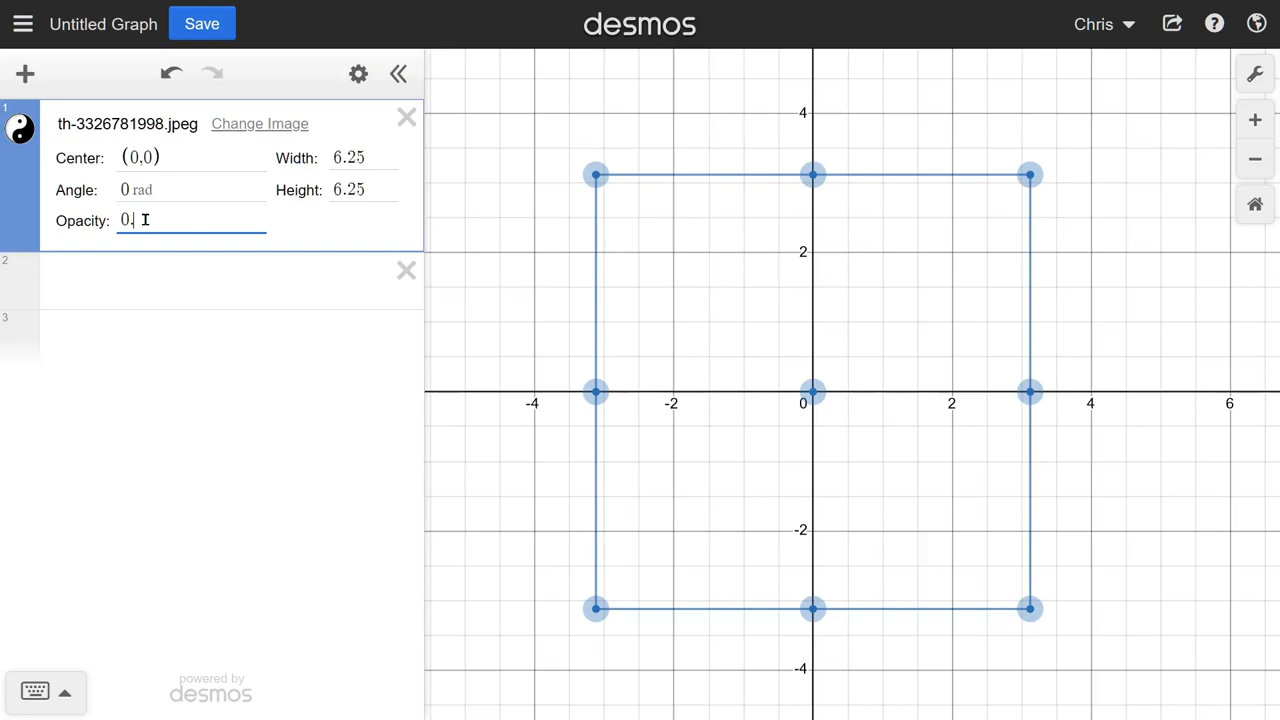 Untitled Graph Save desmos Chris
1
th-3326781998.jpeg Change Image
Center: (0,0) Width: 6.25
Angle: 0 rad Height: 6.25
Opacity: 0.
2
3
4
2
-4 -2 0 2 4 6
-2
-4
powered by
desmos